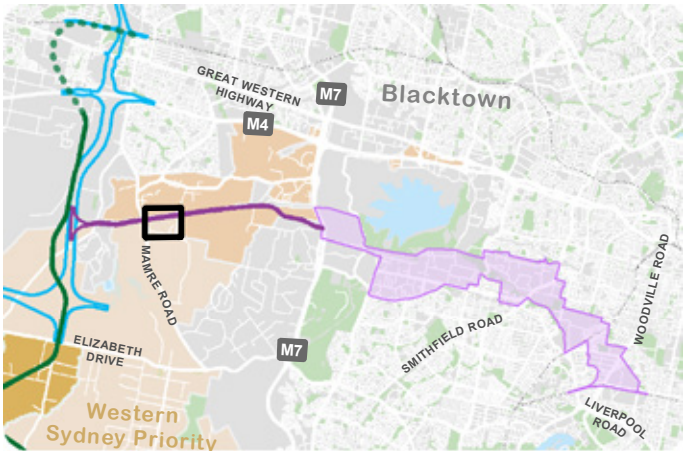 GREAT WESTERN
HIGHWAY
M7
Blacktown
M4
MAMRE ROAD
WOODVILLE ROAD
SMITHFIELD ROAD
ELIZABETH
DRIVE
M7
LIVERPOOL
ROAD
Western
Sydney Priority